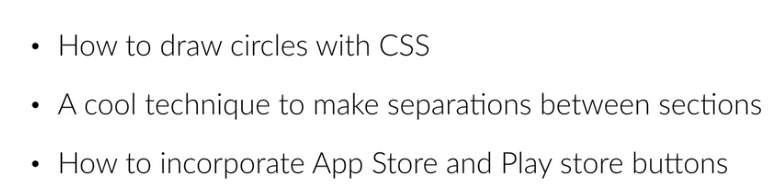 • How to draw circles with CSS
• A cool technique to make separations between sections
• How to incorporate App Store and Play store buttons